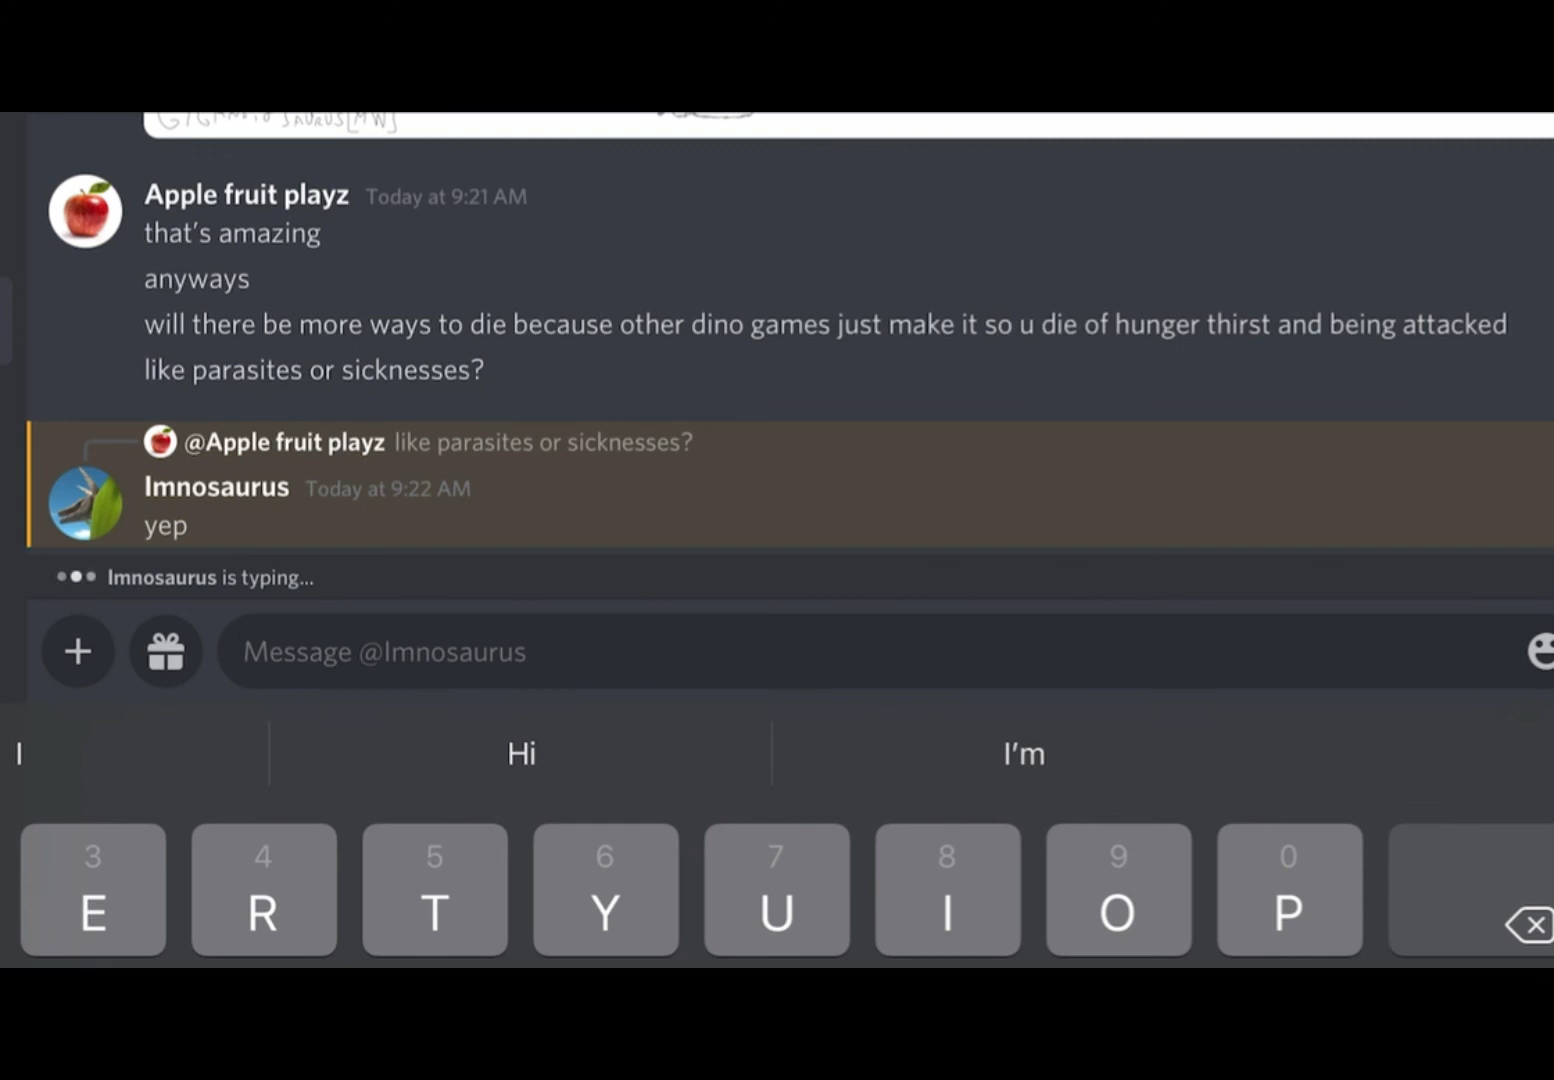 Apple fruit playz Today at 9:21 AM
that's amazing
anyways
will there be more ways to die because other dino games just make it so u die of hunger thirst and being attacked
like parasites or sicknesses?
@Apple fruit playz like parasites or sicknesses?
Imnosaurus Today at 9:22 AM
yep
Imnosaurus is typing...
Message @Imnosaurus
I Hi I'm
3 4 5 6 7 8 9 0
E R T Y U I O P